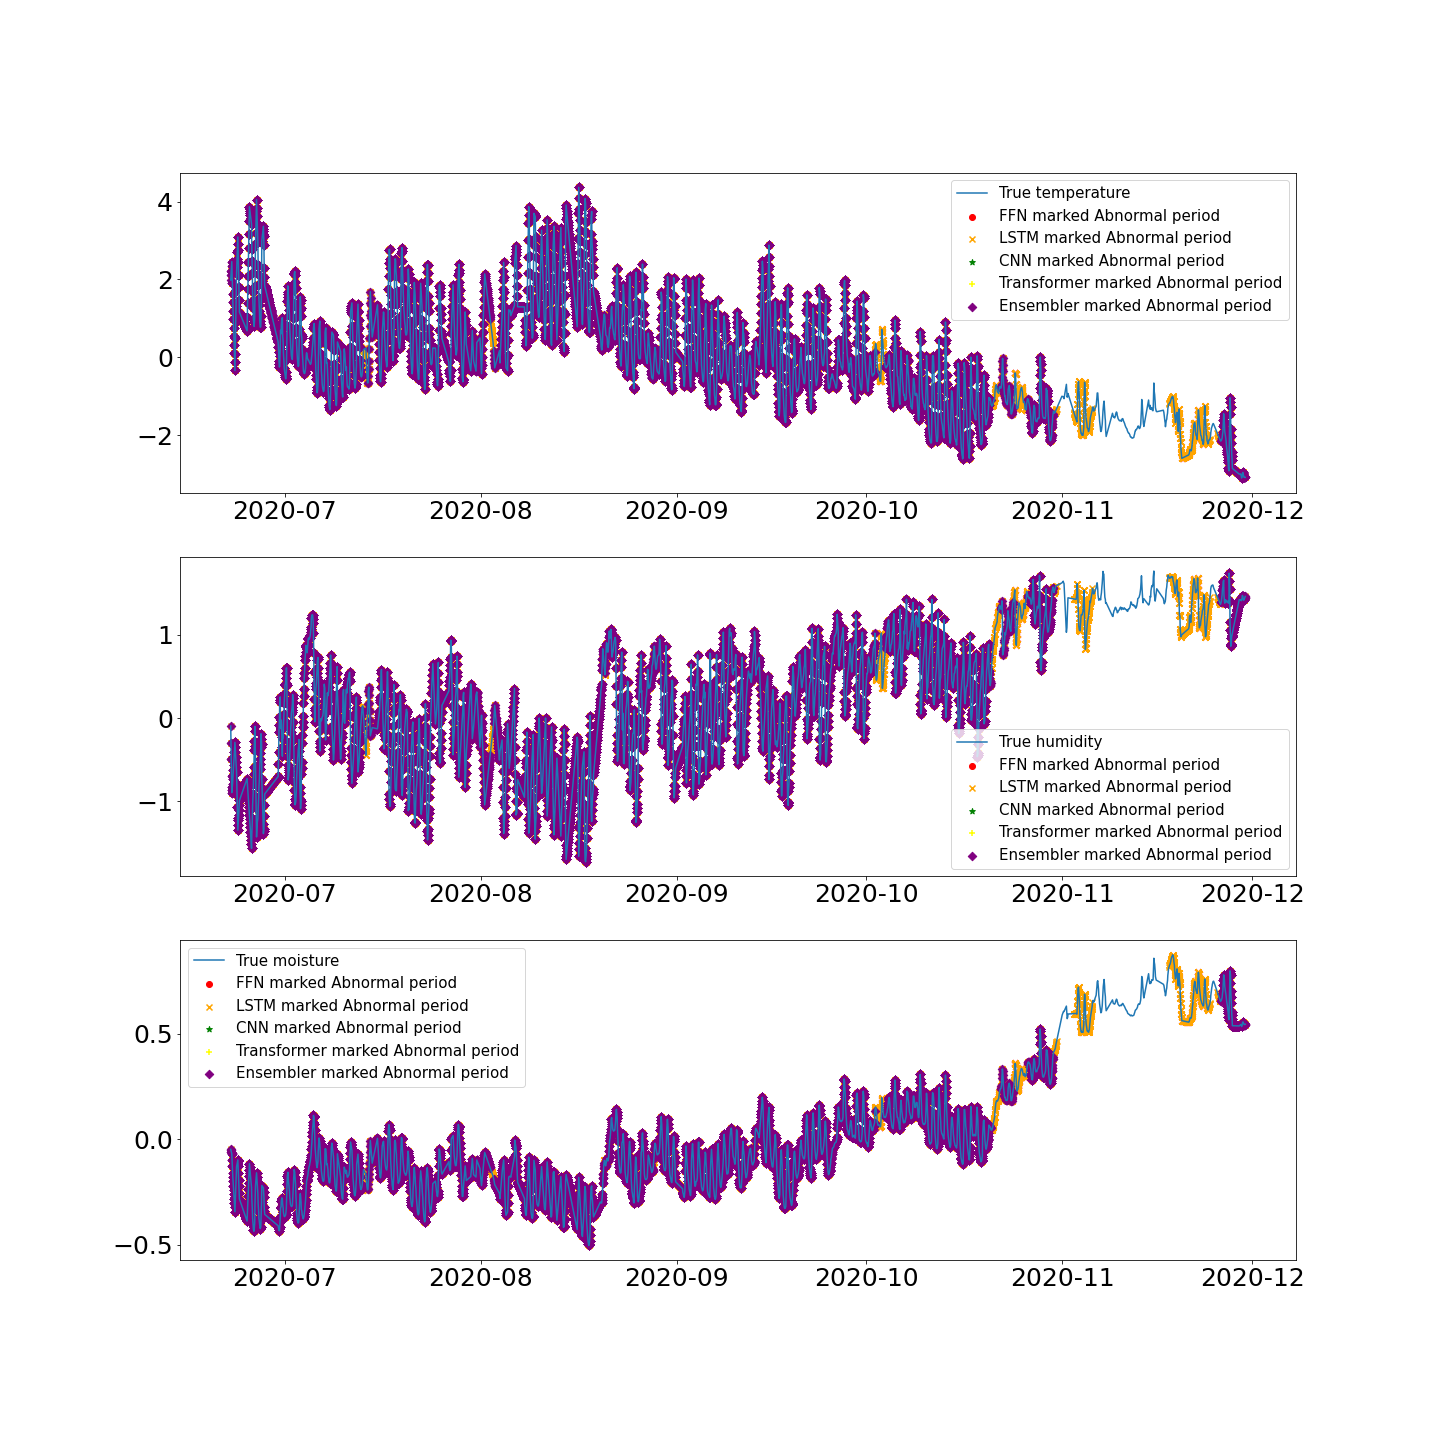 4
2
0
−2
True temperature
FFN marked Abnormal period
LSTM marked Abnormal period
CNN marked Abnormal period
Transformer marked Abnormal period
Ensembler marked Abnormal period
2020-07 2020-08 2020-09 2020-10 2020-11 2020-12
1
0
−1
True humidity
FFN marked Abnormal period
LSTM marked Abnormal period
CNN marked Abnormal period
Transformer marked Abnormal period
Ensembler marked Abnormal period
2020-07 2020-08 2020-09 2020-10 2020-11 2020-12
True moisture
FFN marked Abnormal period
LSTM marked Abnormal period
CNN marked Abnormal period
Transformer marked Abnormal period
Ensembler marked Abnormal period
0.5
0.0
−0.5
2020-07 2020-08 2020-09 2020-10 2020-11 2020-12